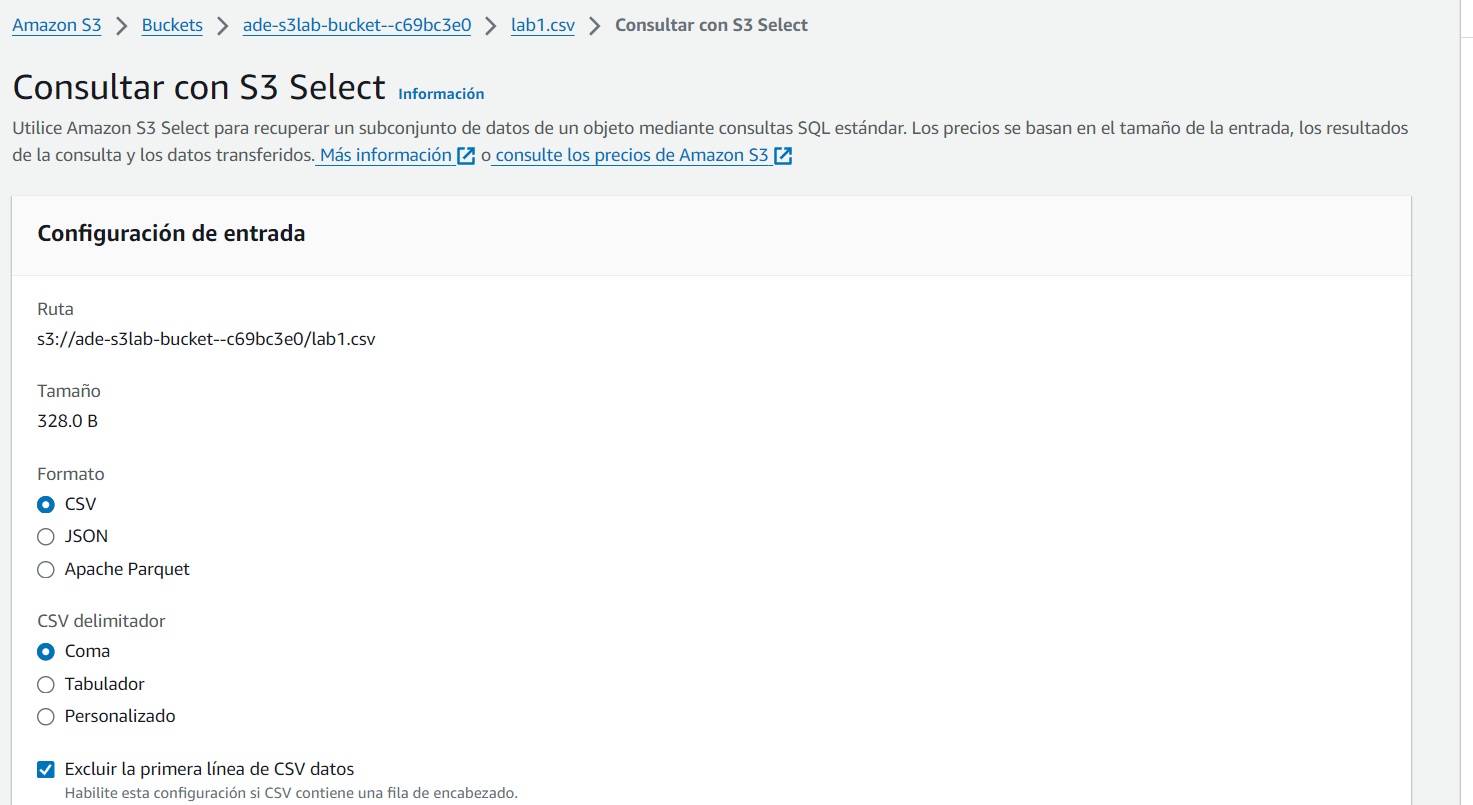 Amazon S3 > Buckets > ade-s3lab-bucket--c69bc3e0 > lab1.csv > Consultar con S3 Select
Consultar con S3 Select Información
Utilice Amazon S3 Select para recuperar un subconjunto de datos de un objeto mediante consultas SQL estándar. Los precios se basan en el tamaño de la entrada, los resultados
de la consulta y los datos transferidos. Más información o consulte los precios de Amazon S3
Configuración de entrada
Ruta
s3://ade-s3lab-bucket--c69bc3e0/lab1.csv
Tamaño
328.0 B
Formato
CSV
JSON
Apache Parquet
CSV delimitador
Coma
Tabulador
Personalizado
Excluir la primera línea de CSV datos
Habilite esta configuración si CSV contiene una fila de encabezado.